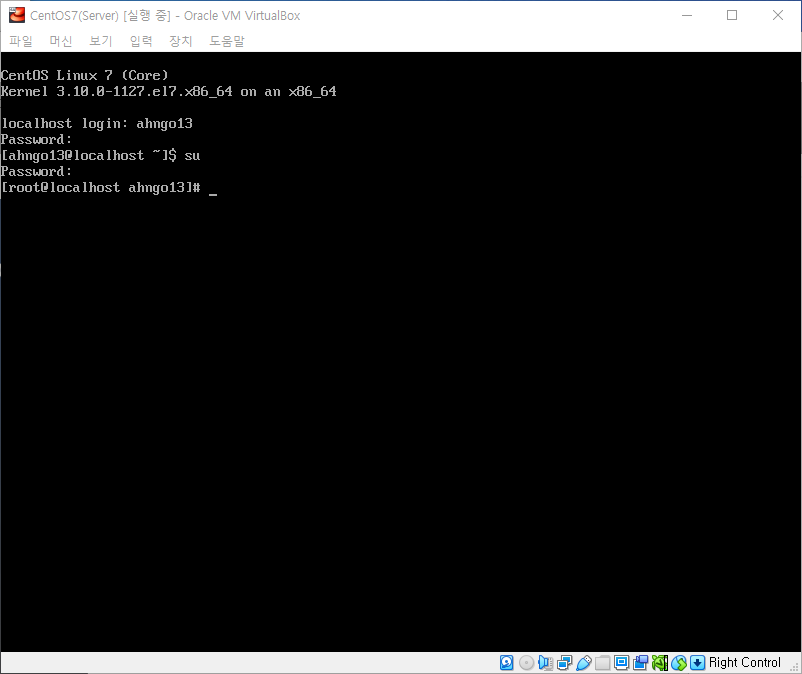 CentOS7(Server) [실행 중] - Oracle VM VirtualBox
파일 머신 보기 입력 장치 도움말
CentOS Linux 7 (Core)
Kernel 3.10.0-1127.el7.x86_64 on an x86_64
localhost login: ahngo13
Password:
[ahngo13@localhost ~]$ su
Password:
[root@localhost ahngo13]# _
Right Control